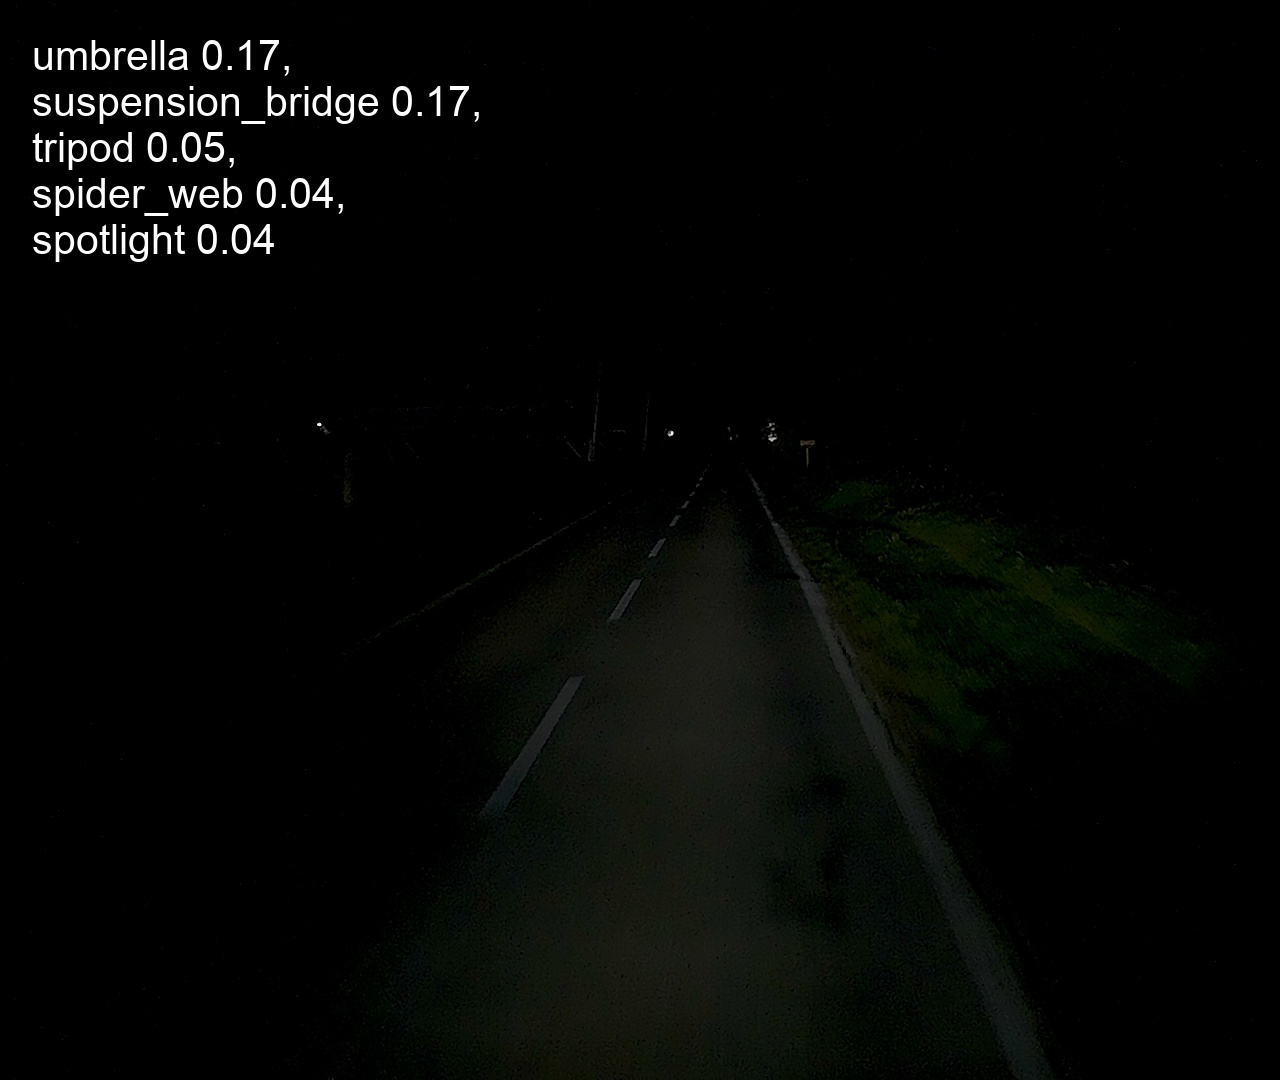 umbrella 0.17,
suspension_bridge 0.17,
tripod 0.05,
spider_web 0.04,
spotlight 0.04